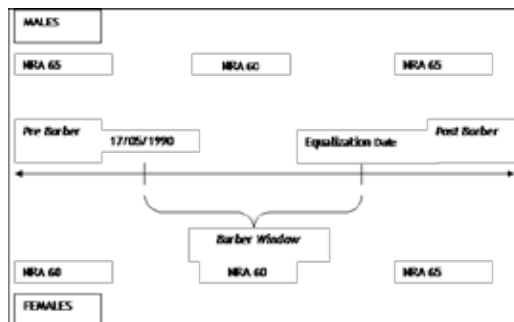 MALES
NRA 65 NRA 60 NRA 65
Pre Barber 17/05/1990 Equalization Date Post Barber
Barber Window
NRA 60 NRA 60 NRA 65
FEMALES